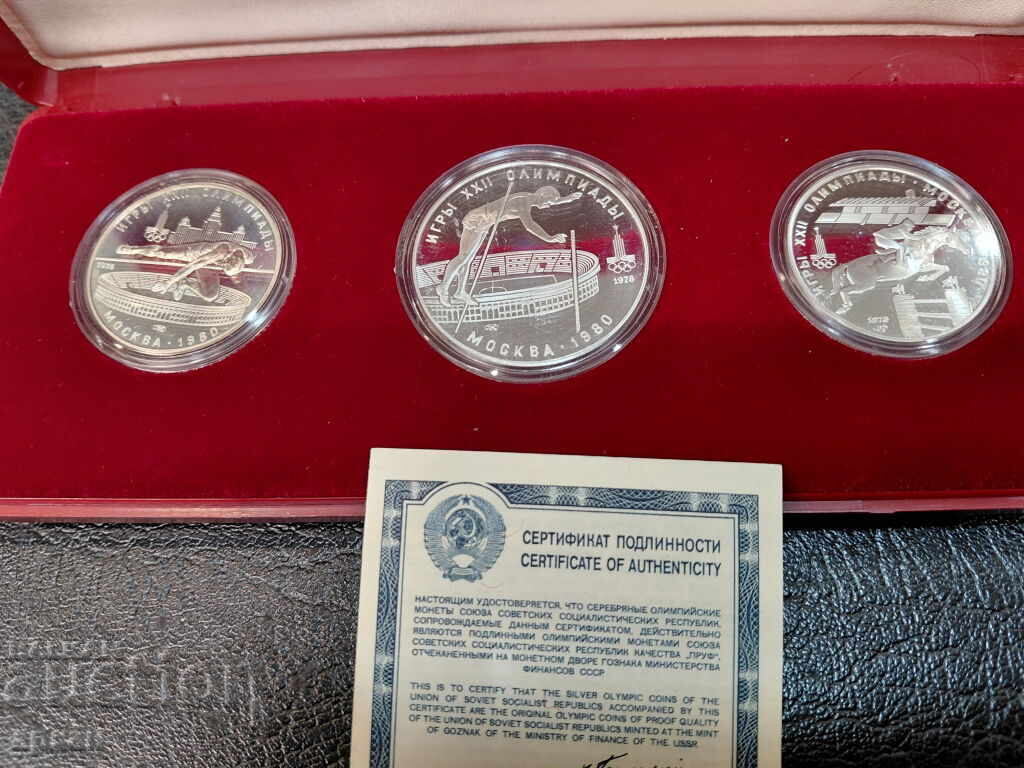 ИГРЫ XXII ОЛИМПИАДЫ
1978
МОСКВА · 1980
ИГРЫ XXII ОЛИМПИАДЫ
1978
МОСКВА · 1980
ИГРЫ XXII ОЛИМПИАДЫ · МОСКВА
1978
СЕРТИФИКАТ ПОДЛИННОСТИ
CERTIFICATE OF AUTHENTICITY
НАСТОЯЩИМ УДОСТОВЕРЯЕТСЯ, ЧТО СЕРЕБРЯНЫЕ ОЛИМПИЙСКИЕ
МОНЕТЫ СОЮЗА СОВЕТСКИХ СОЦИАЛИСТИЧЕСКИХ РЕСПУБЛИК,
СОПРОВОЖДАЕМЫЕ ДАННЫМ СЕРТИФИКАТОМ, ДЕЙСТВИТЕЛЬНО
ЯВЛЯЮТСЯ ПОДЛИННЫМИ ОЛИМПИЙСКИМИ МОНЕТАМИ СОЮЗА
СОВЕТСКИХ СОЦИАЛИСТИЧЕСКИХ РЕСПУБЛИК КАЧЕСТВА „ПРУФ",
ОТЧЕКАНЕННЫМИ НА МОНЕТНОМ ДВОРЕ ГОЗНАКА МИНИСТЕРСТВА
ФИНАНСОВ СССР
THIS IS TO CERTIFY THAT THE SILVER OLYMPIC COINS OF THE
UNION OF SOVIET SOCIALIST REPUBLICS ACCOMPANIED BY THIS
CERTIFICATE ARE THE ORIGINAL OLYMPIC COINS OF PROOF QUALITY
OF THE UNION OF SOVIET SOCIALIST REPUBLICS MINTED AT THE MINT
OF GOZNAK OF THE MINISTRY OF FINANCE OF THE USSR